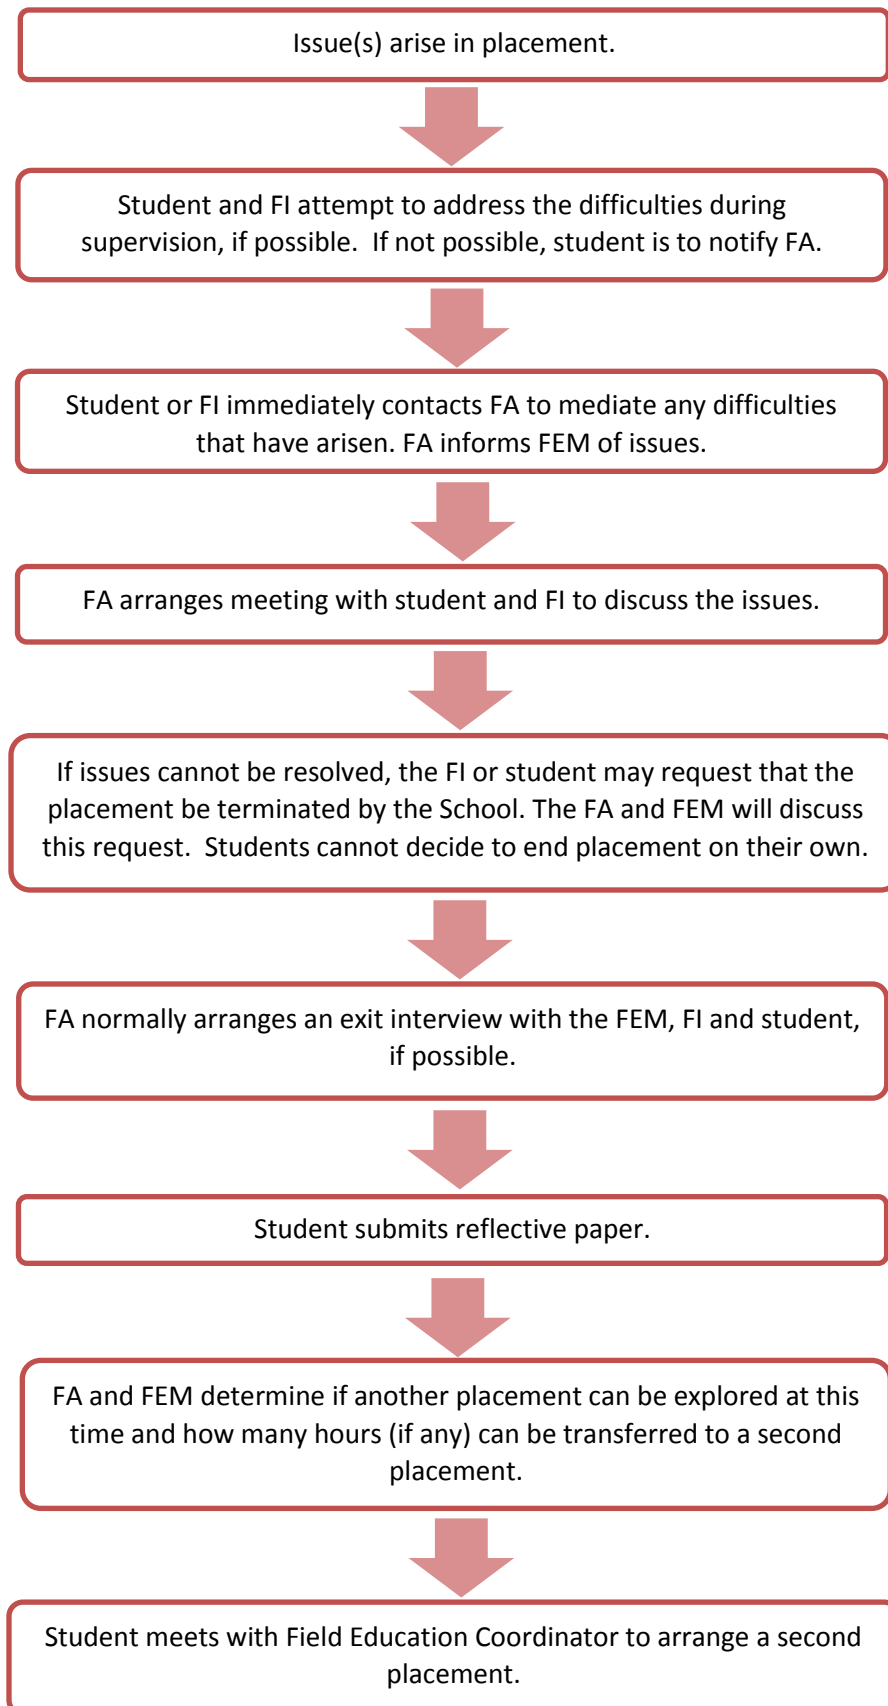 Issue(s) arise in placement.
Student and FI attempt to address the difficulties during
supervision, if possible.  If not possible, student is to notify FA.
Student or FI immediately contacts FA to mediate any difficulties
that have arisen. FA informs FEM of issues.
FA arranges meeting with student and FI to discuss the issues.
If issues cannot be resolved, the FI or student may request that the
placement be terminated by the School. The FA and FEM will discuss
this request.  Students cannot decide to end placement on their own.
FA normally arranges an exit interview with the FEM, FI and student,
if possible.
Student submits reflective paper.
FA and FEM determine if another placement can be explored at this
time and how many hours (if any) can be transferred to a second
placement.
Student meets with Field Education Coordinator to arrange a second
placement.